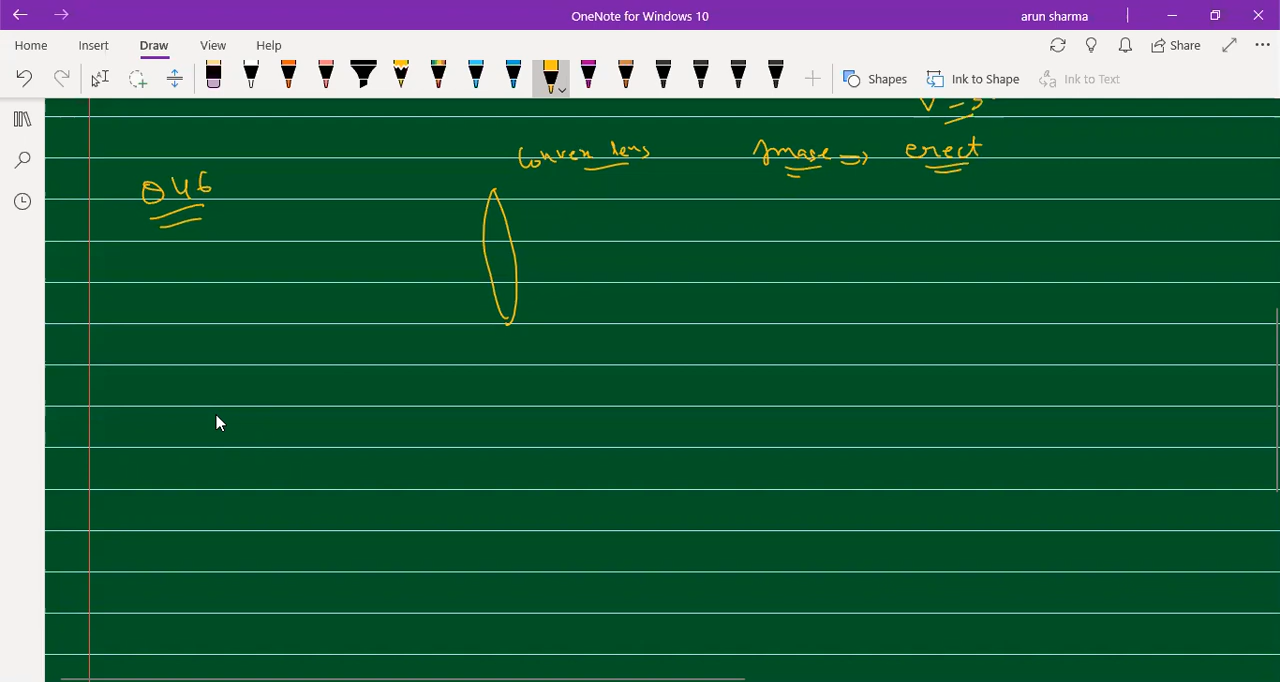 OneNote for Windows 10
arun sharma
Home Insert Draw View Help
Share
Shapes
Ink to Shape
Ink to Text
Convex lens Image => erect
Q46